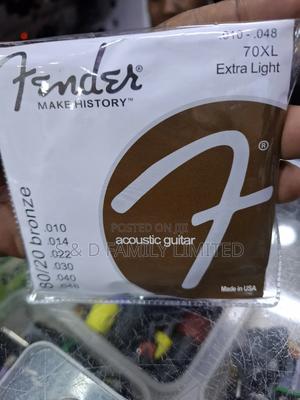 .010 - .048
70XL
Extra Light
Fender®
MAKE HISTORY™
F®
80/20 bronze
.010
.014
.022
.030
.040
.048
acoustic guitar
Made in USA
POSTED ON JIJI
D FAMILY LIMITED